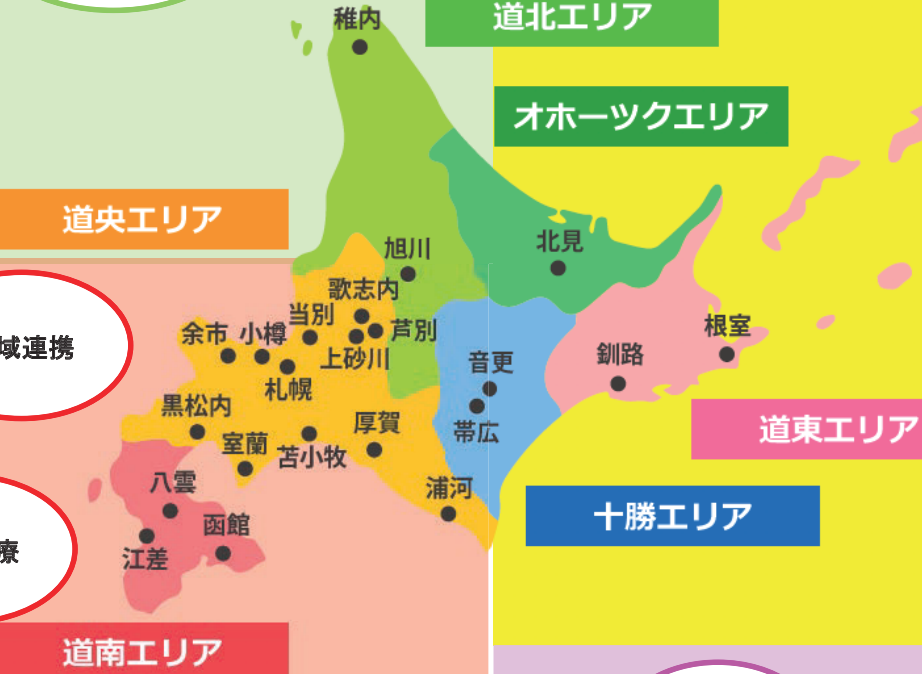 稚内
道北エリア
オホーツクエリア
道央エリア
旭川
北見
歌志内
当別
芦別
余市
小樽
上砂川
札幌
根室
釧路
音更
域連携
黒松内
厚賀
帯広
室蘭
苫小牧
道東エリア
八雲
浦河
十勝エリア
函館
江差
療
道南エリア